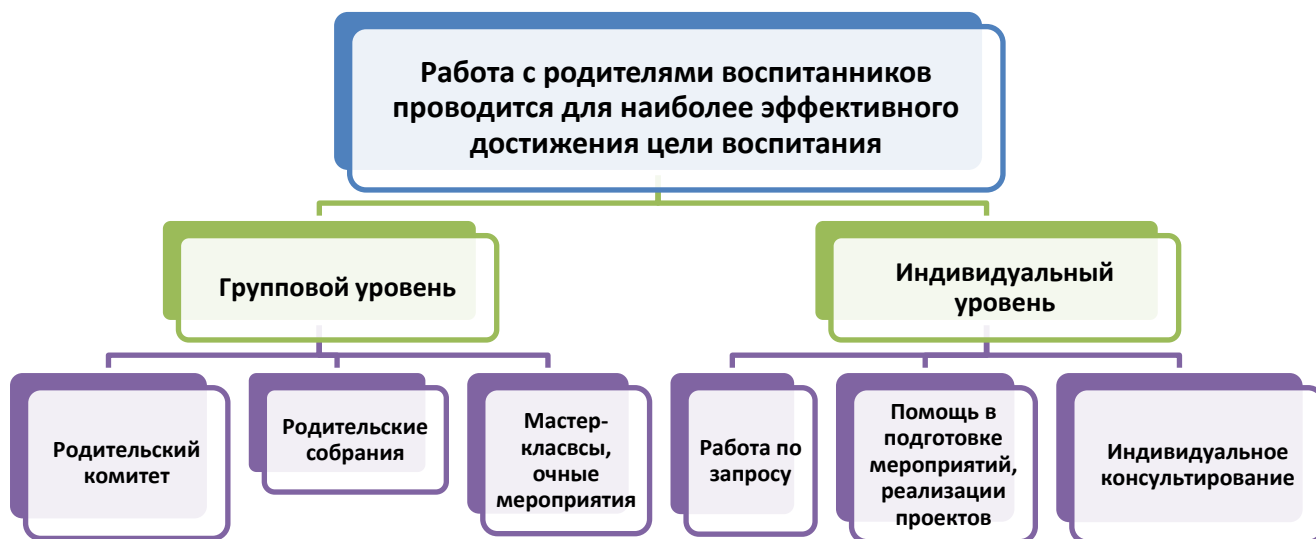 Работа с родителями воспитанников
проводится для наиболее эффективного
достижения цели воспитания
Групповой уровень
Индивидуальный
уровень
Родительский
комитет
Родительские
собрания
Мастер-
класвсы,
очные
мероприятия
Работа по
запросу
Помощь в
подготовке
мероприятий,
реализации
проектов
Индивидуальное
консультирование